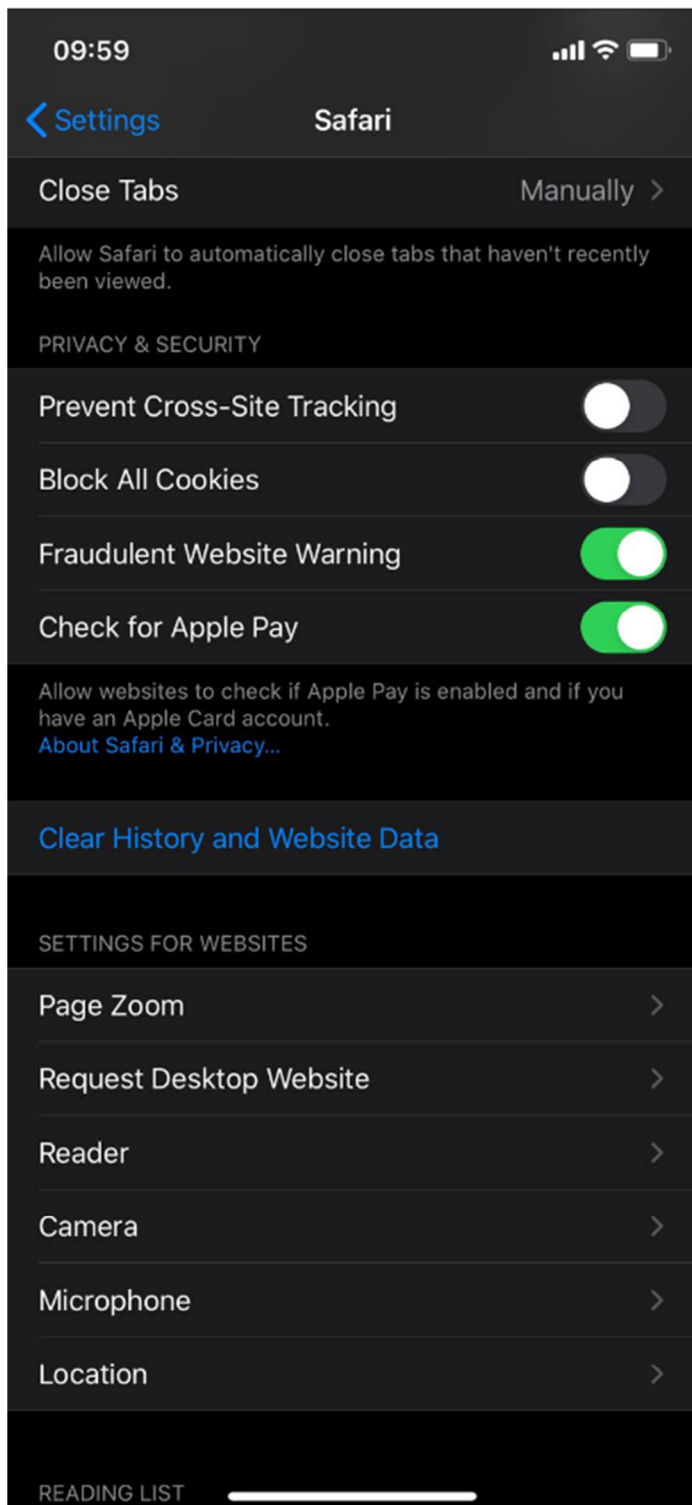 09:59
Settings
Safari
Close Tabs
Manually
Allow Safari to automatically close tabs that haven't recently
been viewed.
PRIVACY & SECURITY
Prevent Cross-Site Tracking
Block All Cookies
Fraudulent Website Warning
Check for Apple Pay
Allow websites to check if Apple Pay is enabled and if you
have an Apple Card account.
About Safari & Privacy...
Clear History and Website Data
SETTINGS FOR WEBSITES
Page Zoom
Request Desktop Website
Reader
Camera
Microphone
Location
READING LIST